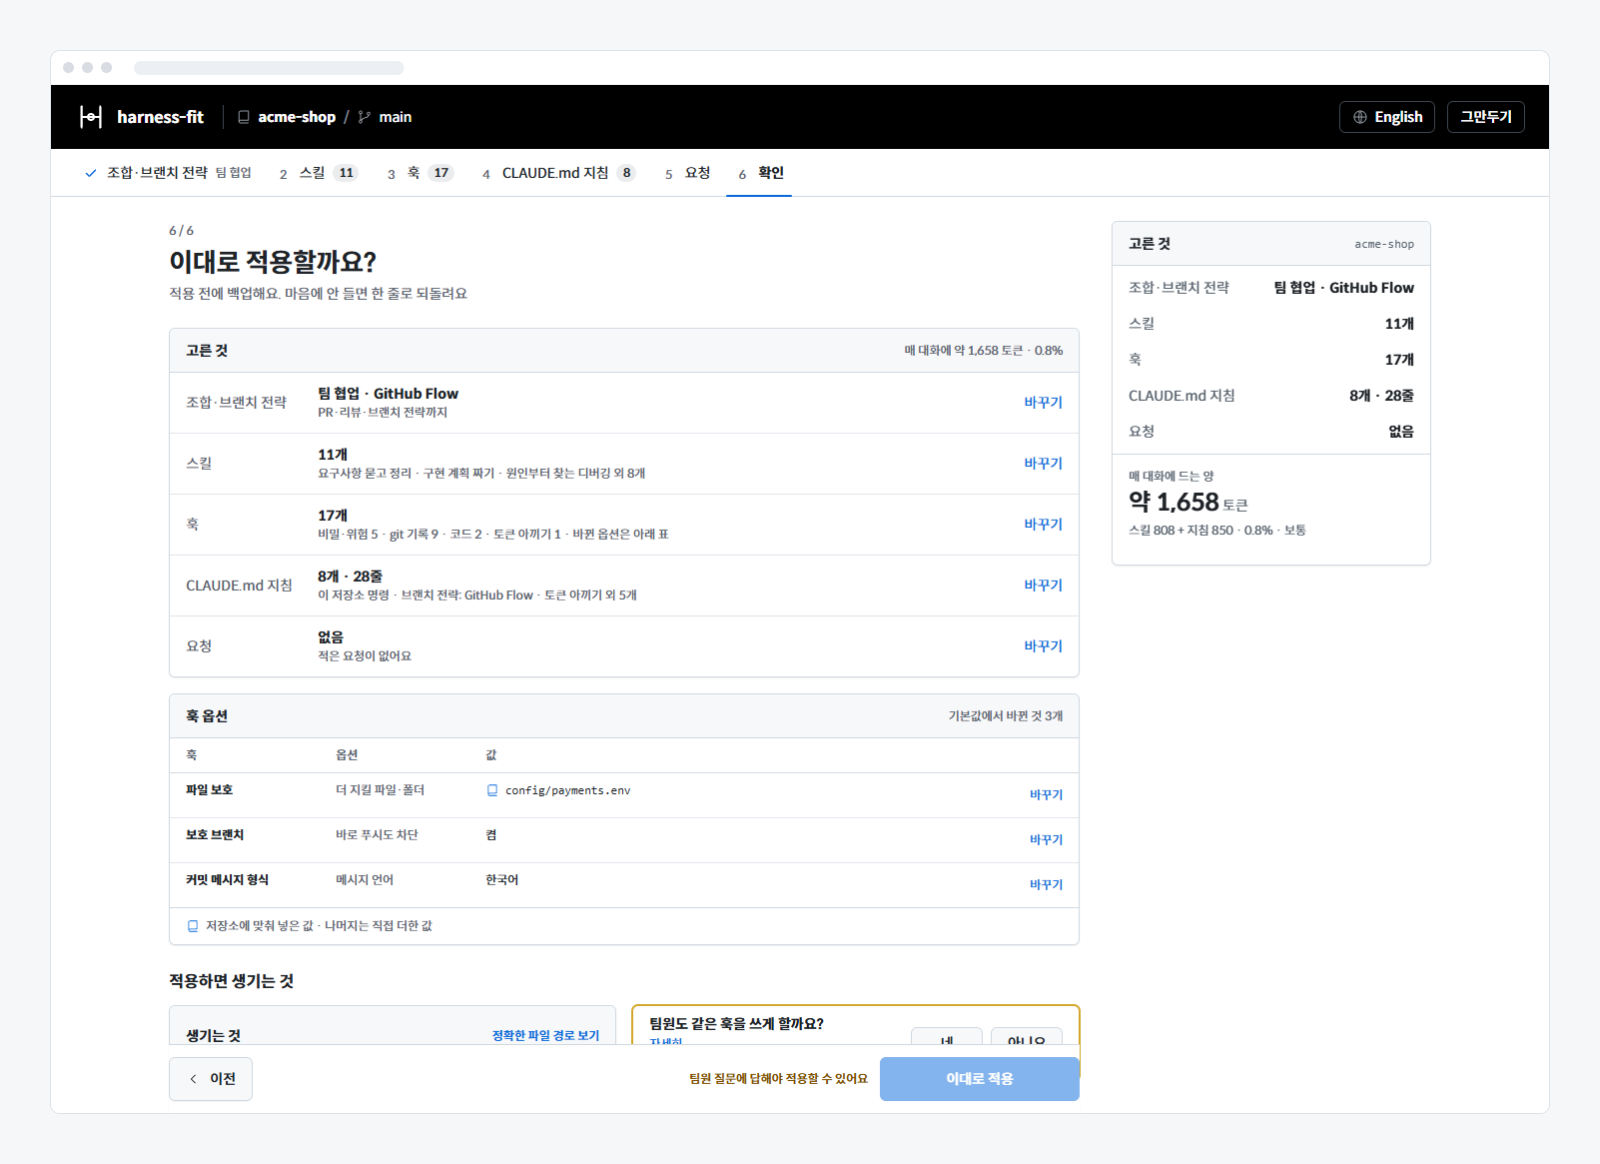 harness-fit
acme-shop / main
English
그만두기
조합·브랜치 전략 팀 협업
2 스킬 11
3 훅 17
4 CLAUDE.md 지침 8
5 요청
6 확인
6 / 6
이대로 적용할까요?
적용 전에 백업해요. 마음에 안 들면 한 줄로 되돌려요
고른 것
매 대화에 약 1,658 토큰 · 0.8%
조합·브랜치 전략
팀 협업 · GitHub Flow
PR·리뷰·브랜치 전략까지
바꾸기
스킬
11개
요구사항 묻고 정리 · 구현 계획 짜기 · 원인부터 찾는 디버깅 외 8개
바꾸기
훅
17개
비밀·위험 5 · git 기록 9 · 코드 2 · 토큰 아끼기 1 · 바뀐 옵션은 아래 표
바꾸기
CLAUDE.md 지침
8개 · 28줄
이 저장소 명령 · 브랜치 전략: GitHub Flow · 토큰 아끼기 외 5개
바꾸기
요청
없음
적은 요청이 없어요
바꾸기
훅 옵션
기본값에서 바뀐 것 3개
훅 옵션 값
파일 보호 더 지킬 파일·폴더 config/payments.env 바꾸기
보호 브랜치 바로 푸시도 차단 켬 바꾸기
커밋 메시지 형식 메시지 언어 한국어 바꾸기
저장소에 맞춰 넣은 값 · 나머지는 직접 더한 값
적용하면 생기는 것
생기는 것
정확한 파일 경로 보기
팀원도 같은 훅을 쓰게 할까요?
자세히
네
아니요
이전
팀원 질문에 답해야 적용할 수 있어요
이대로 적용
고른 것
acme-shop
조합·브랜치 전략 팀 협업 · GitHub Flow
스킬 11개
훅 17개
CLAUDE.md 지침 8개 · 28줄
요청 없음
매 대화에 드는 양
약 1,658 토큰
스킬 808 + 지침 850 · 0.8% · 보통